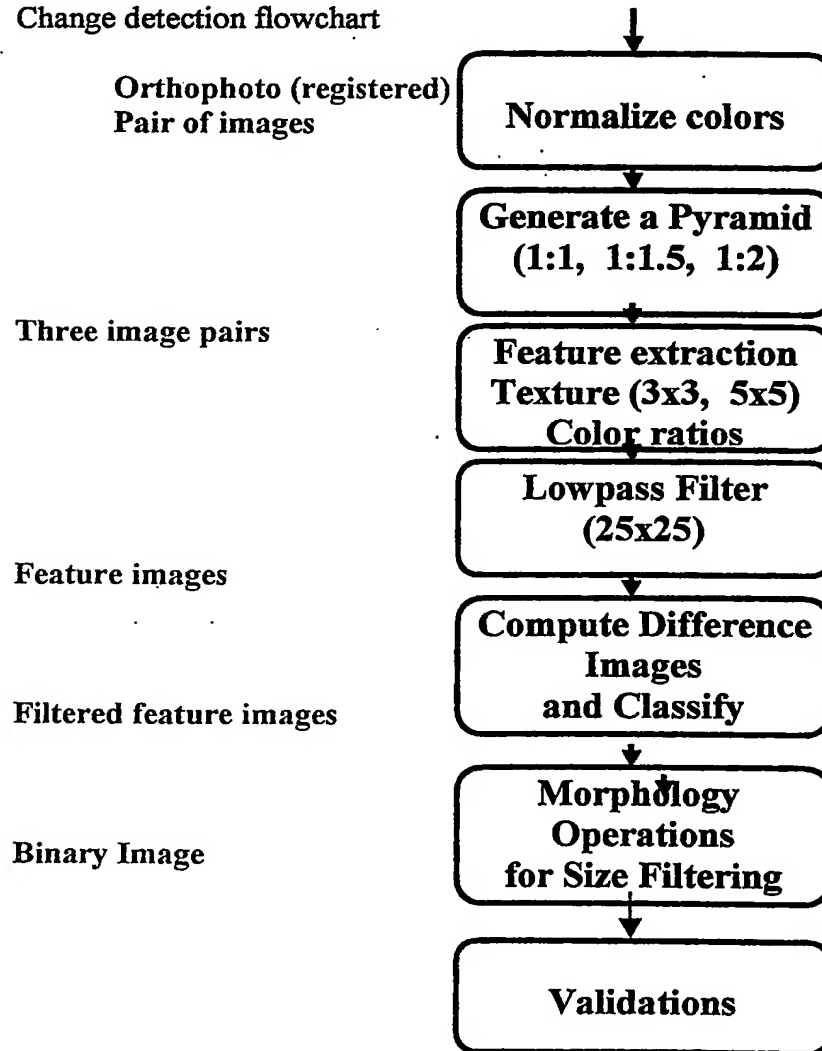 Change detection flowchart
Orthophoto (registered)
Pair of images
Normalize colors
Generate a Pyramid
(1:1, 1:1.5, 1:2)
Three image pairs
Feature extraction
Texture (3x3, 5x5)
Color ratios
Lowpass Filter
(25x25)
Feature images
Compute Difference
Images
and Classify
Filtered feature images
Morphology
Operations
for Size Filtering
Binary Image
Validations